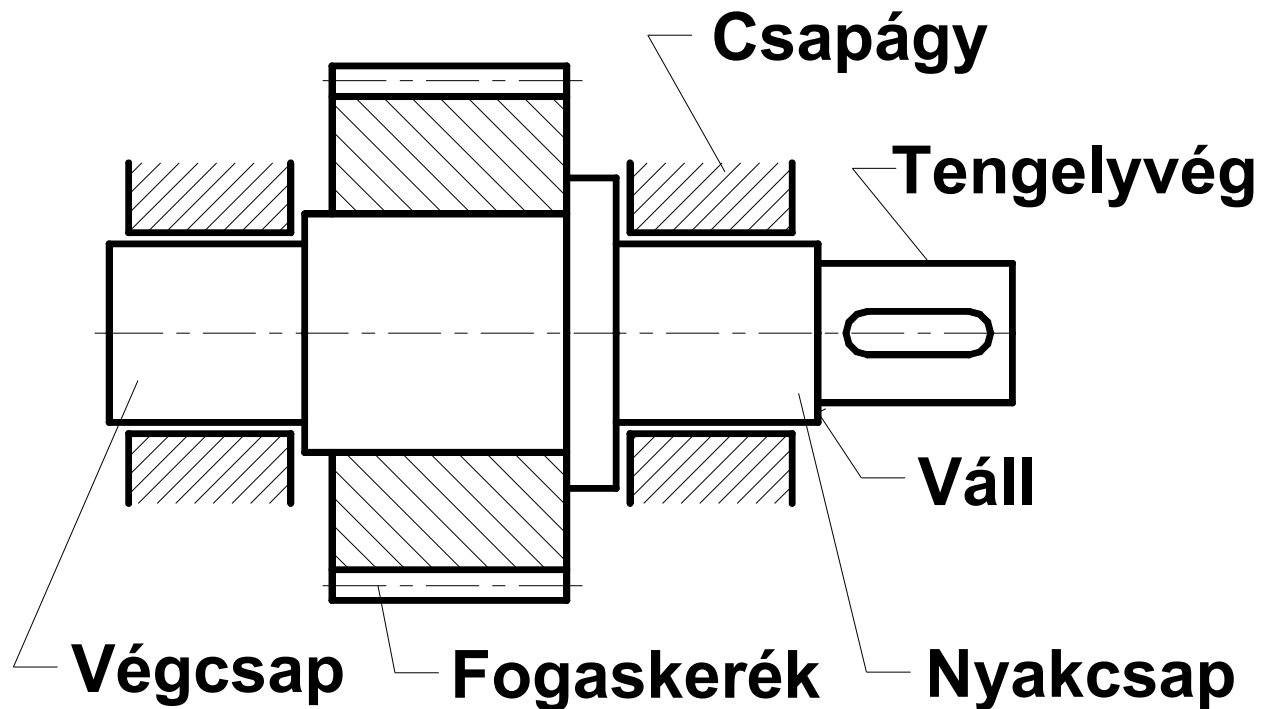 Csapágy
Tengelyvég
Váll
Végcsap
Fogaskerék
Nyakcsap